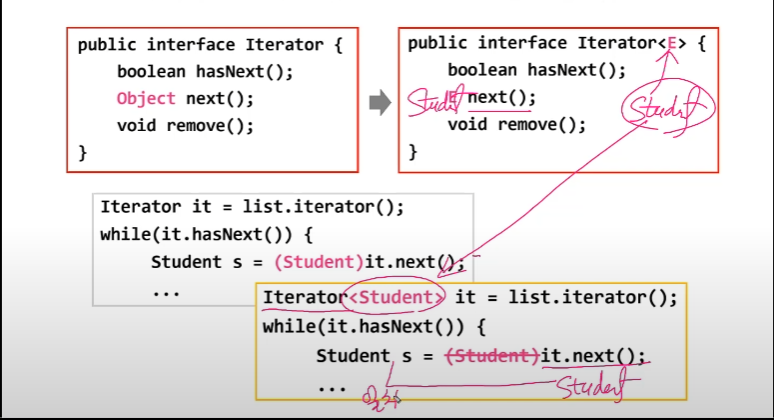 public interface Iterator {
boolean hasNext();
Object next();
void remove();
}
public interface Iterator<E> {
boolean hasNext();
Student E next();
Student
void remove();
}
Iterator it = list.iterator();
while(it.hasNext()) {
Student s = (Student)it.next();
...
Iterator<Student> it = list.iterator();
while(it.hasNext()) {
Student s = (Student)it.next();
... Student